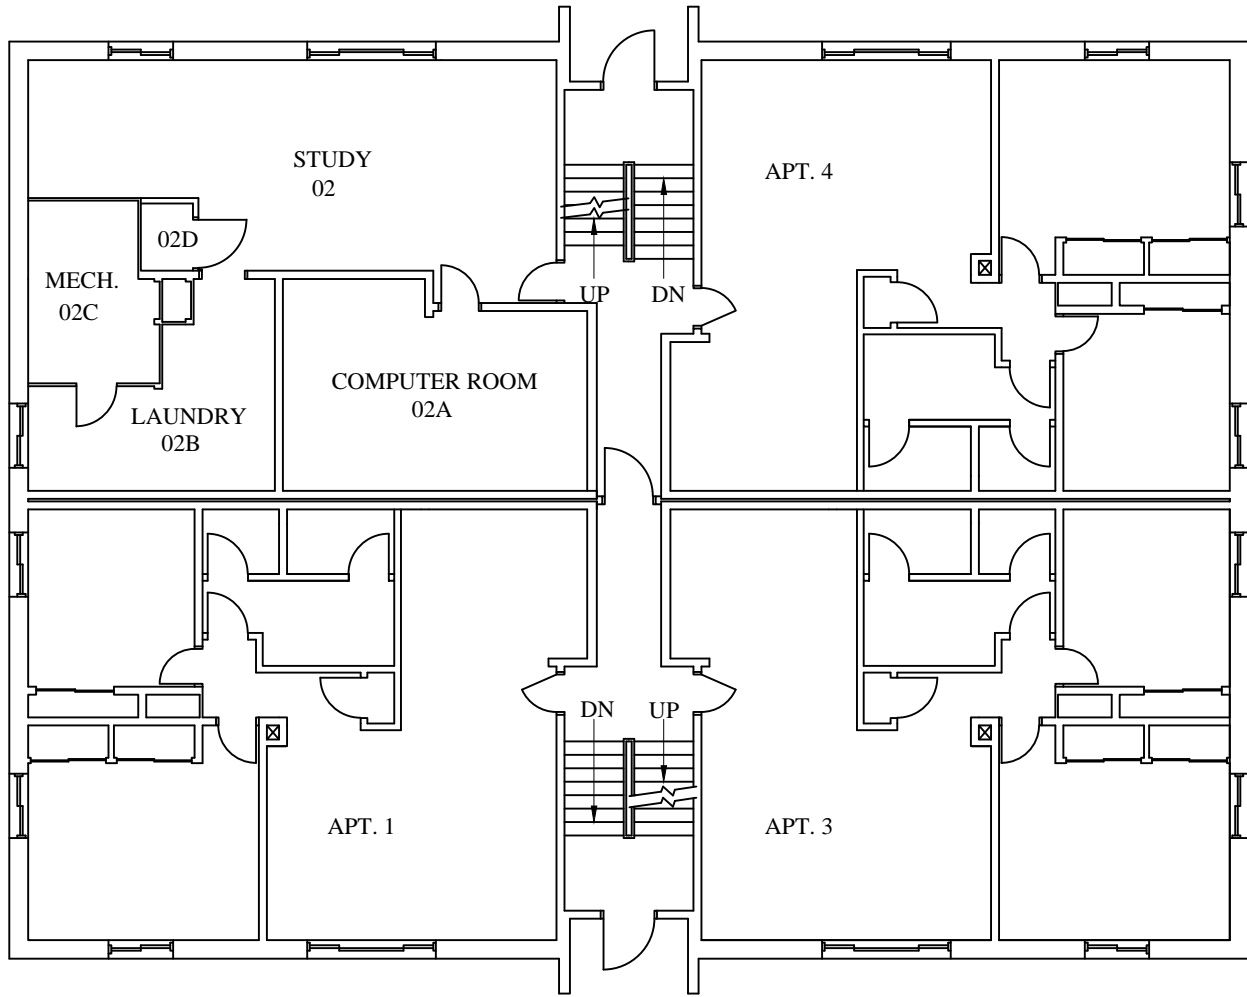 STUDY
02
APT. 4
02D
MECH.
02C
UP
DN
COMPUTER ROOM
02A
LAUNDRY
02B
DN
UP
APT. 1
APT. 3